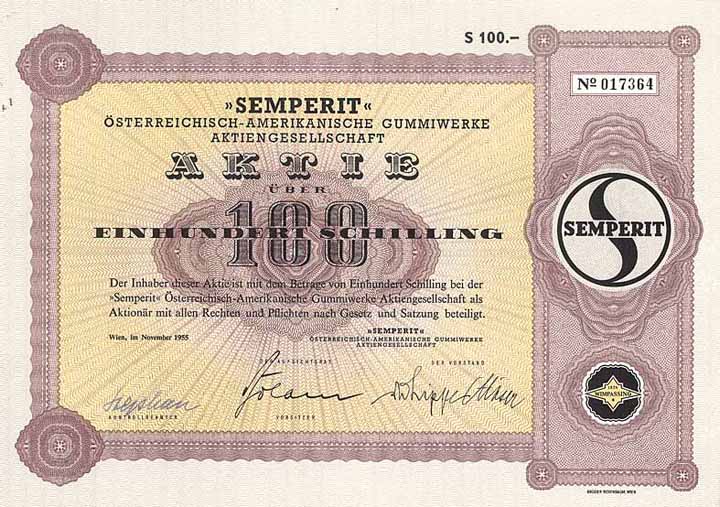 S 100.–
Nº 017364
»SEMPERIT«
ÖSTERREICHISCH-AMERIKANISCHE GUMMIWERKE
AKTIENGESELLSCHAFT
AKTIE
ÜBER
100
EINHUNDERT SCHILLING
Der Inhaber dieser Aktie ist mit dem Betrage von Einhundert Schilling bei der
»Semperit« Österreichisch-Amerikanische Gummiwerke Aktiengesellschaft als
Aktionär mit allen Rechten und Pflichten nach Gesetz und Satzung beteiligt.
Wien, im November 1955
»SEMPERIT«
ÖSTERREICHISCH-AMERIKANISCHE GUMMIWERKE
AKTIENGESELLSCHAFT
DER AUFSICHTSRAT
DER VORSTAND
KONTROLLBEAMTER
VORSITZER
SEMPERIT
WIMPASSING